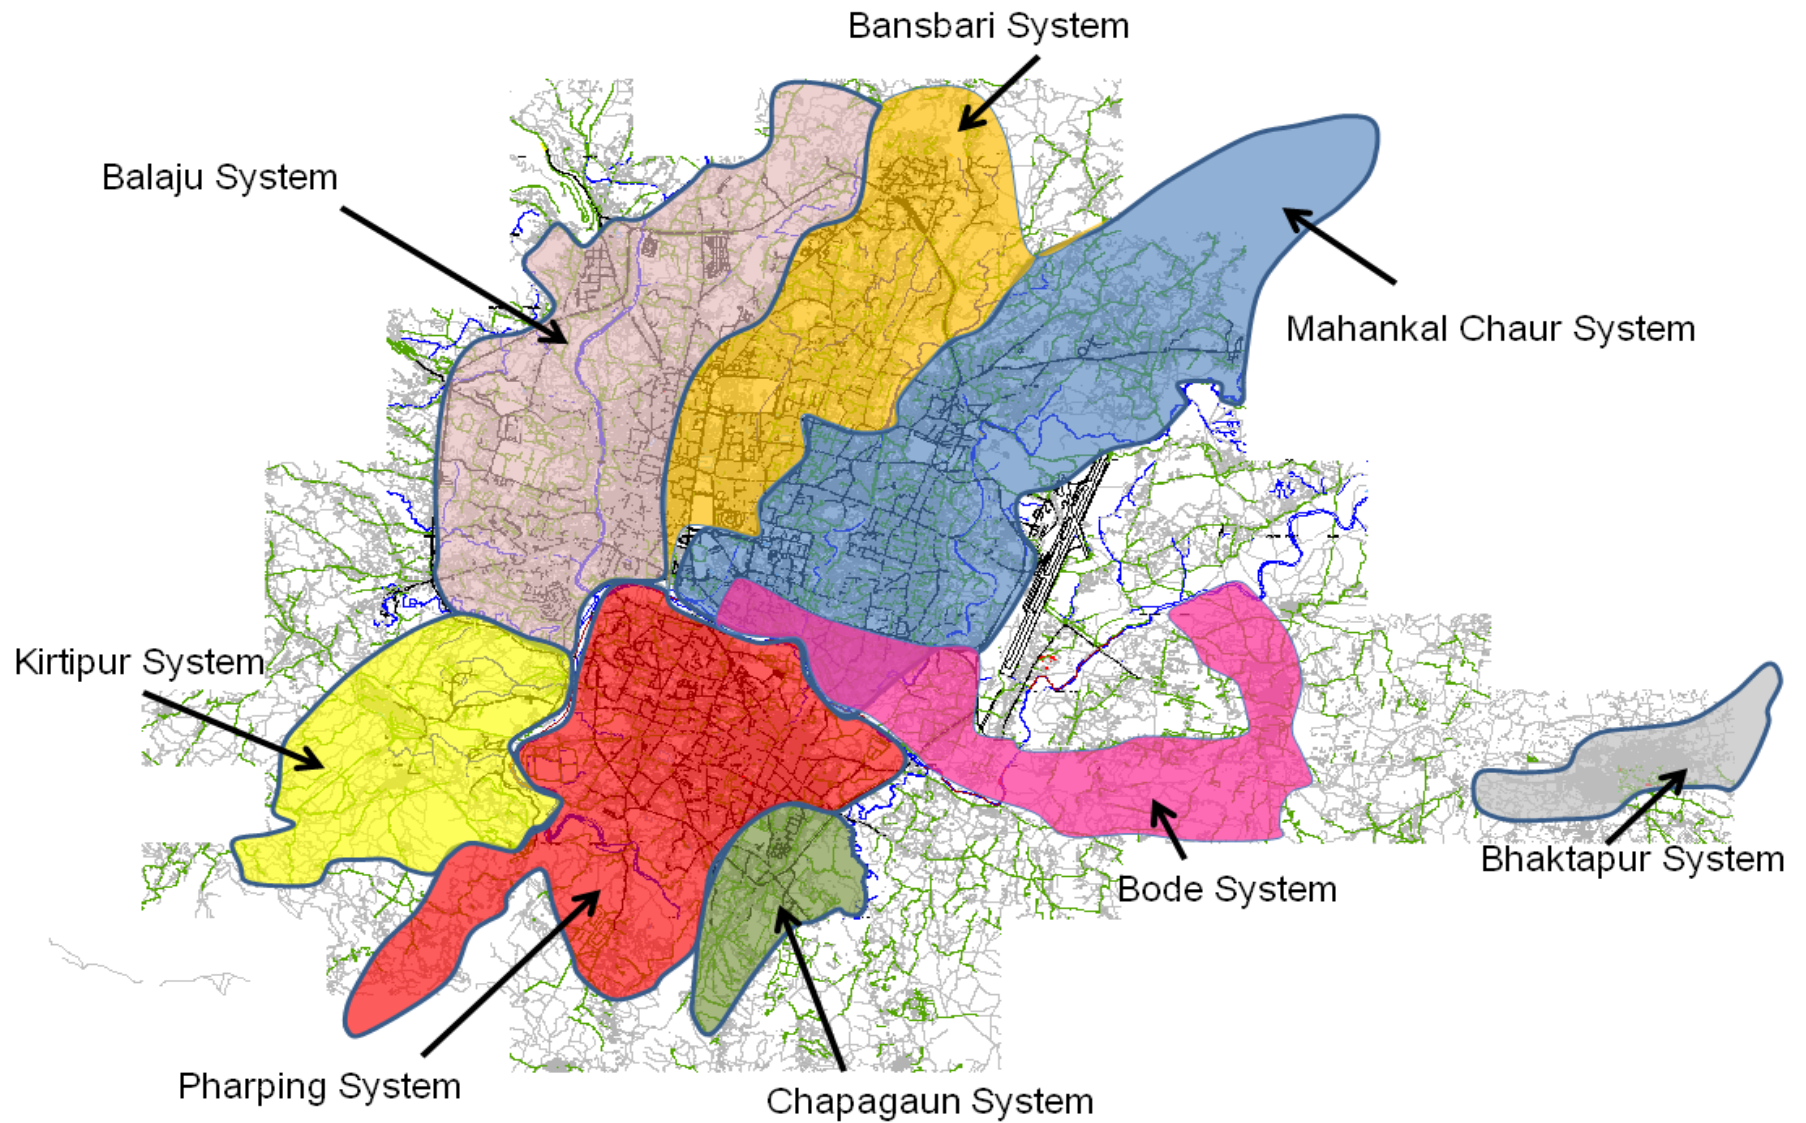 Bansbari System
Balaju System
Mahankal Chaur System
Kirtipur System
Bhaktapur System
Bode System
Pharping System
Chapagaun System